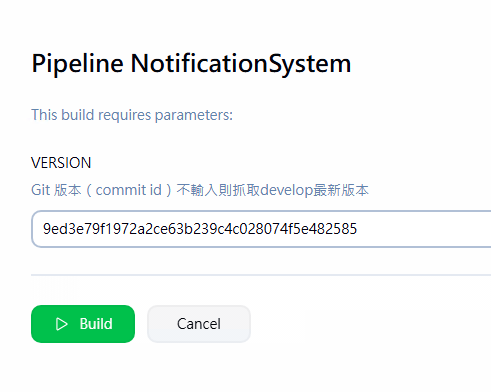 Pipeline NotificationSystem
This build requires parameters:
VERSION
Git 版本（commit id）不輸入則抓取develop最新版本
9ed3e79f1972a2ce63b239c4c028074f5e482585
Build
Cancel